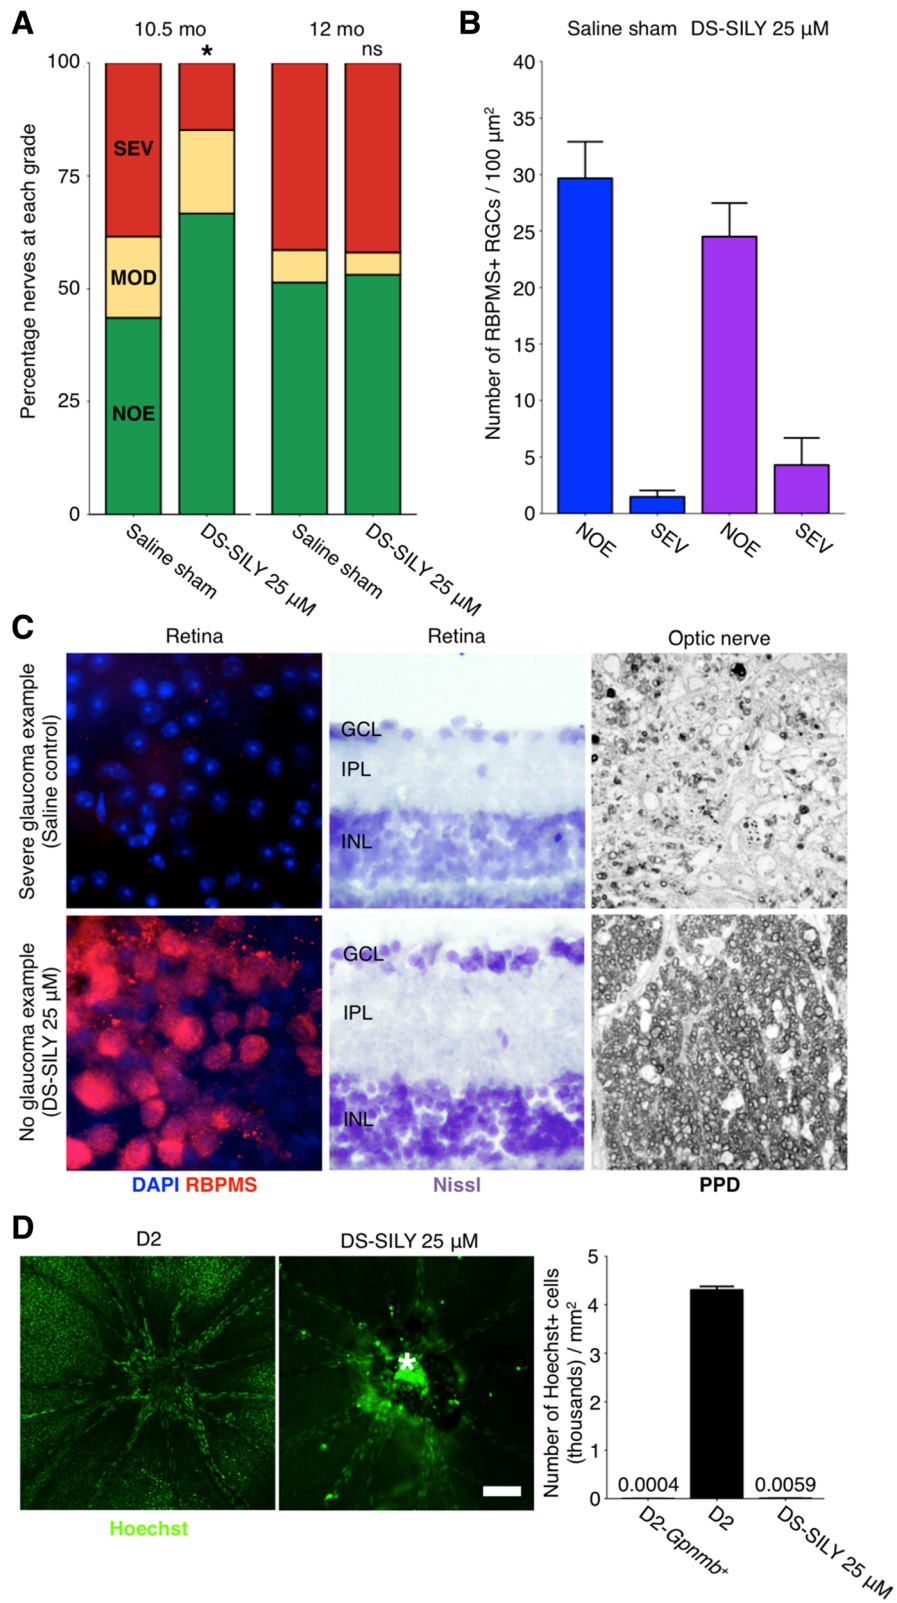 A
10.5 mo
12 mo
*
ns
Percentage nerves at each grade
100
75
50
25
0
SEV
MOD
NOE
Saline sham
DS-SILY 25 µM
Saline sham
DS-SILY 25 µM
B
Saline sham DS-SILY 25 µM
Number of RBPMS+ RGCs / 100 µm²
40
35
30
25
20
15
10
5
0
NOE
SEV
NOE
SEV
C
Retina
Retina
Optic nerve
Severe glaucoma example
(Saline control)
GCL
IPL
INL
No glaucoma example
(DS-SILY 25 µM)
GCL
IPL
INL
DAPI RBPMS
Nissl
PPD
D
D2
DS-SILY 25 µM
*
Hoechst
Number of Hoechst+ cells
(thousands) / mm²
5
4
3
2
1
0
0.0004
0.0059
D2-Gpnmb⁺
D2
DS-SILY 25 µM